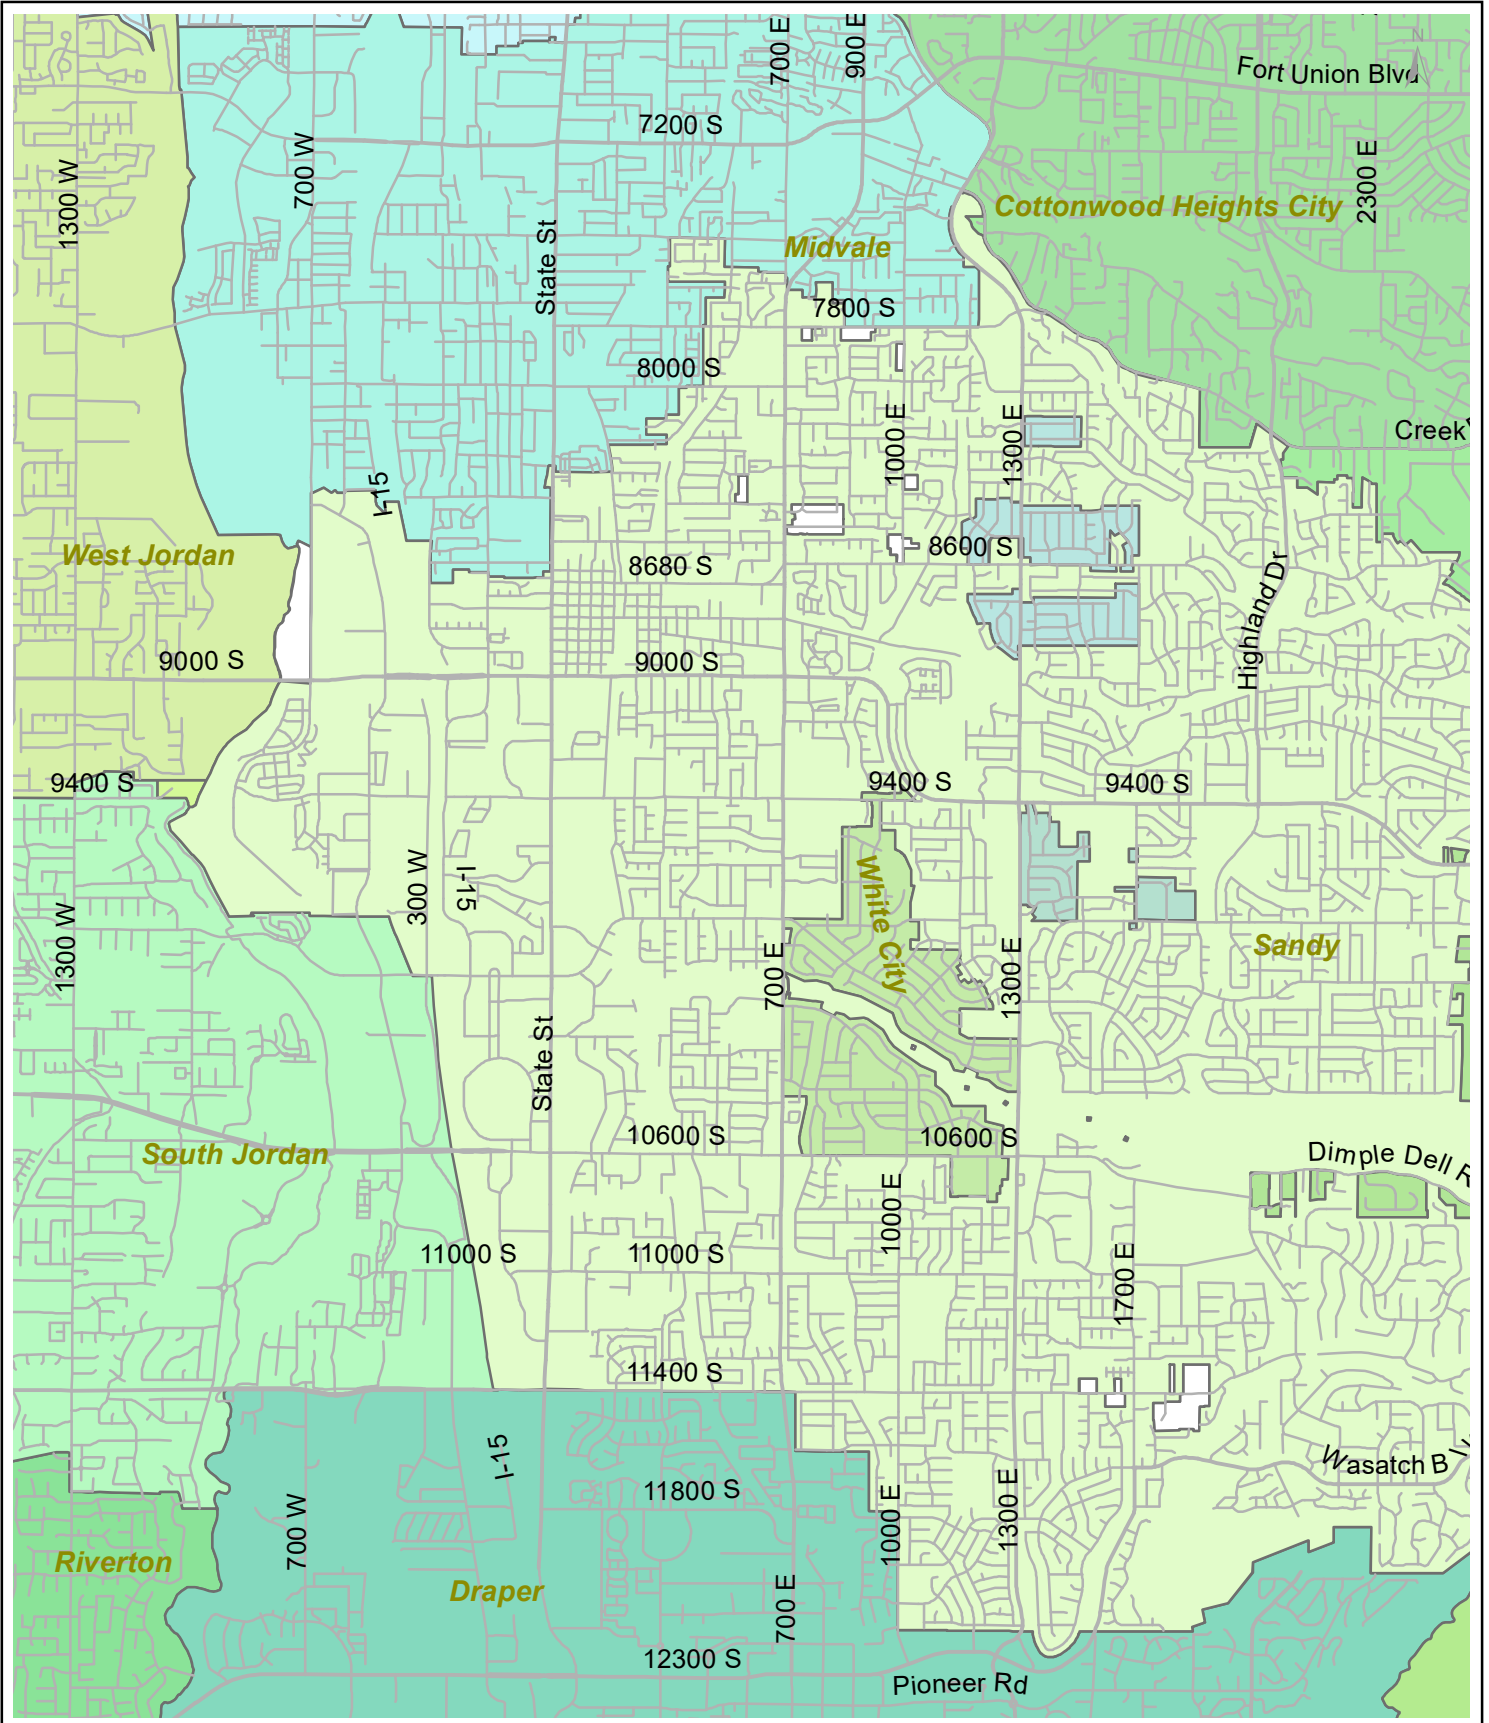 700 E
900 E
Fort Union Blvd
7200 S
1300 W
700 W
2300 E
Cottonwood Heights City
Midvale
State St
7800 S
8000 S
1000 E
1300 E
Creek
I-15
West Jordan
8680 S
8600 S
Highland Dr
9000 S
9000 S
9400 S
9400 S
9400 S
300 W
I-15
White City
1300 W
700 E
1300 E
Sandy
State St
South Jordan
10600 S
10600 S
Dimple Dell R
1000 E
11000 S
11000 S
1700 E
11400 S
I-15
Wasatch Blv
11800 S
700 W
1000 E
1300 E
Riverton
Draper
700 E
12300 S
Pioneer Rd